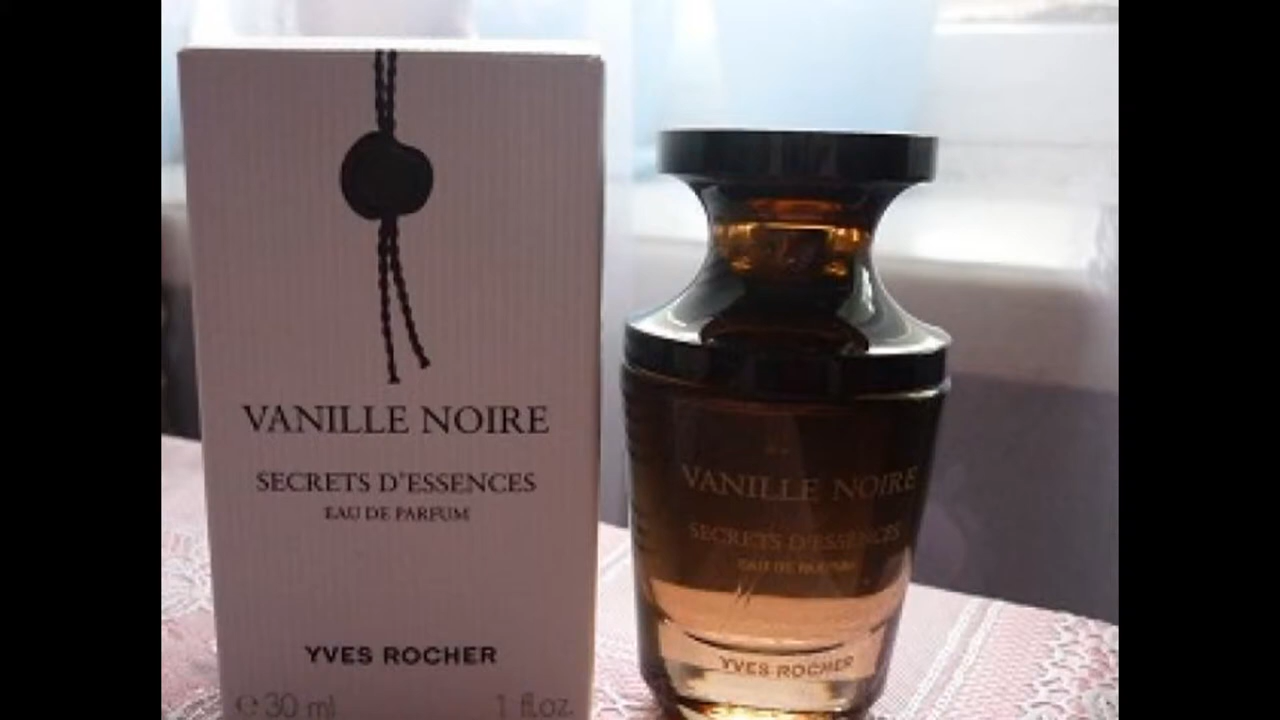 VANILLE NOIRE
SECRETS D'ESSENCES
EAU DE PARFUM
YVES ROCHER
℮ 30 ml 1 fl.oz.
VANILLE NOIRE
SECRETS D'ESSENCES
EAU DE PARFUM
YVES ROCHER